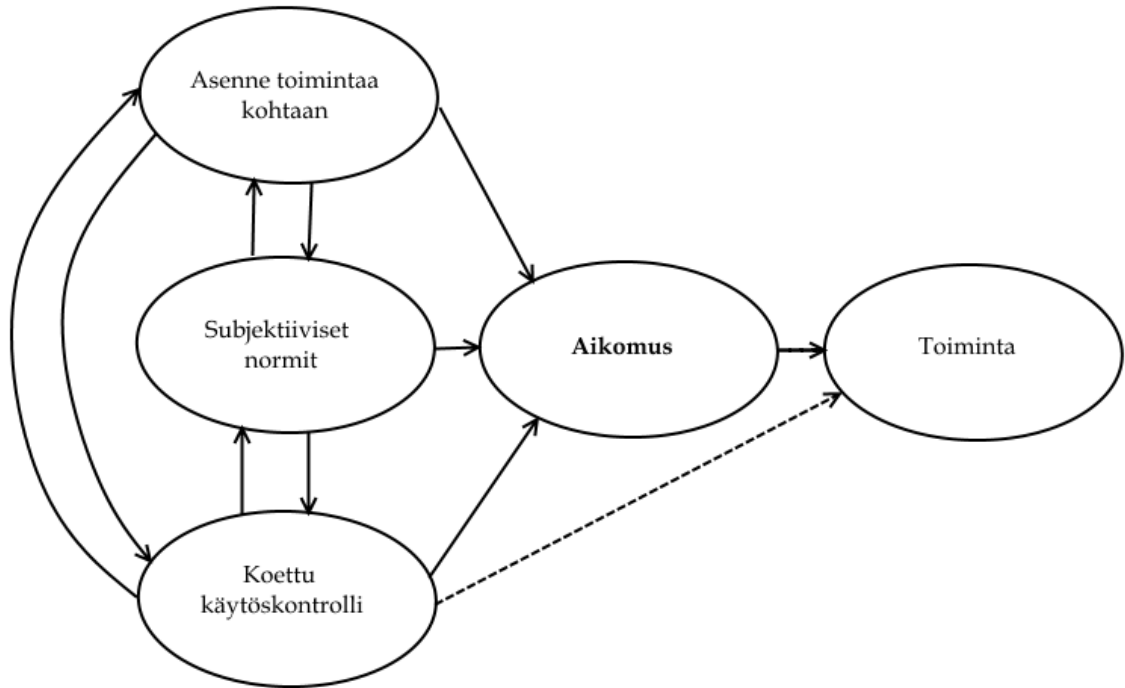 Asenne toimintaa
kohtaan
Subjektiiviset
normit
Aikomus
Toiminta
Koettu
käytöskontrolli